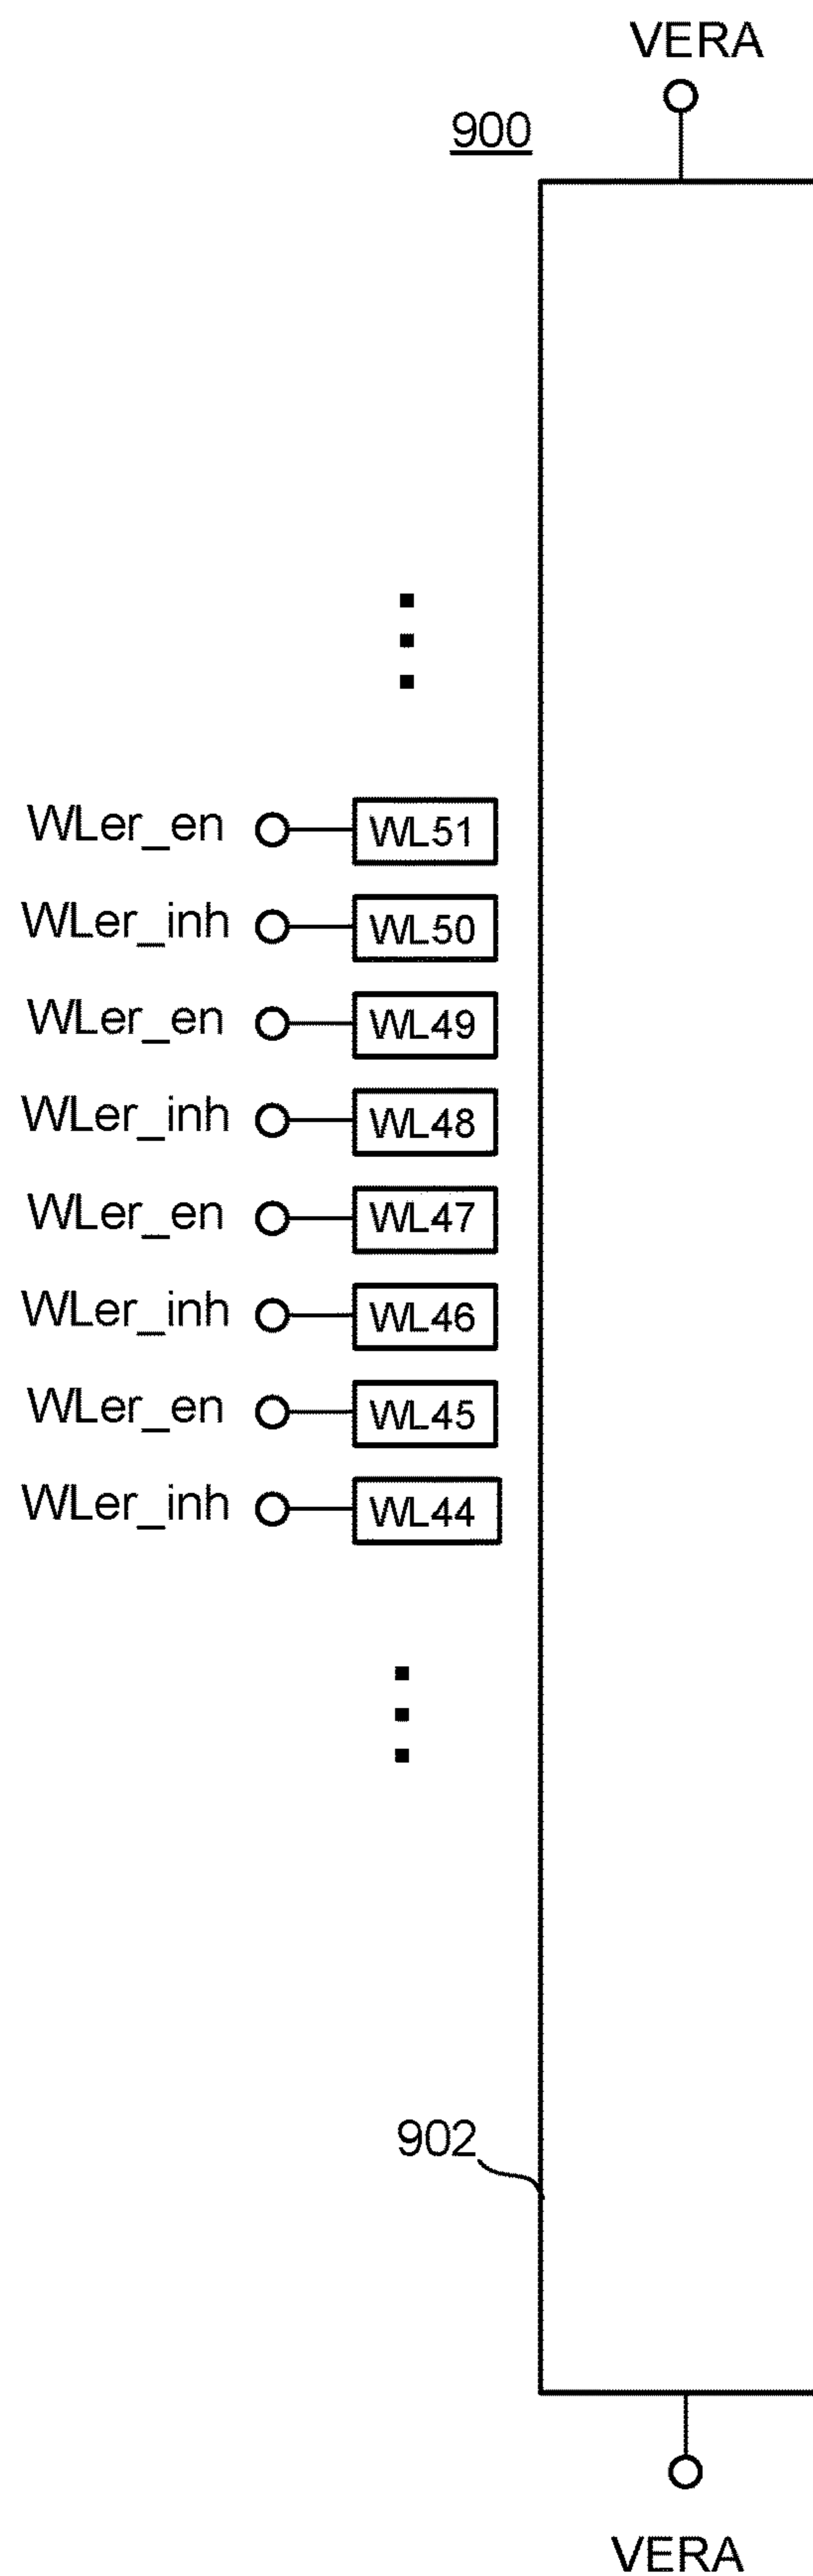 VERA
900
WLer_en WL51
WLer_inh WL50
WLer_en WL49
WLer_inh WL48
WLer_en WL47
WLer_inh WL46
WLer_en WL45
WLer_inh WL44
902
VERA